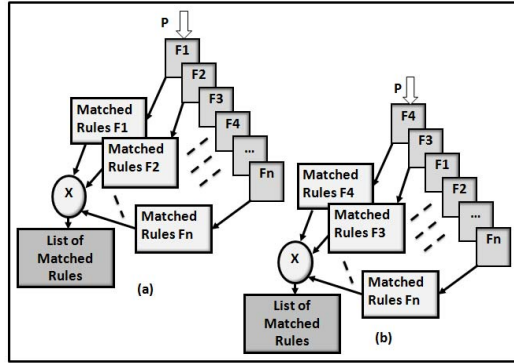 P
F1
F2
F3
F4
...
Fn
Matched
Rules F1
Matched
Rules F2
Matched
Rules Fn
X
List of
Matched
Rules
(a)
P
F4
F3
F1
F2
...
Fn
Matched
Rules F4
Matched
Rules F3
Matched
Rules Fn
X
List of
Matched
Rules
(b)